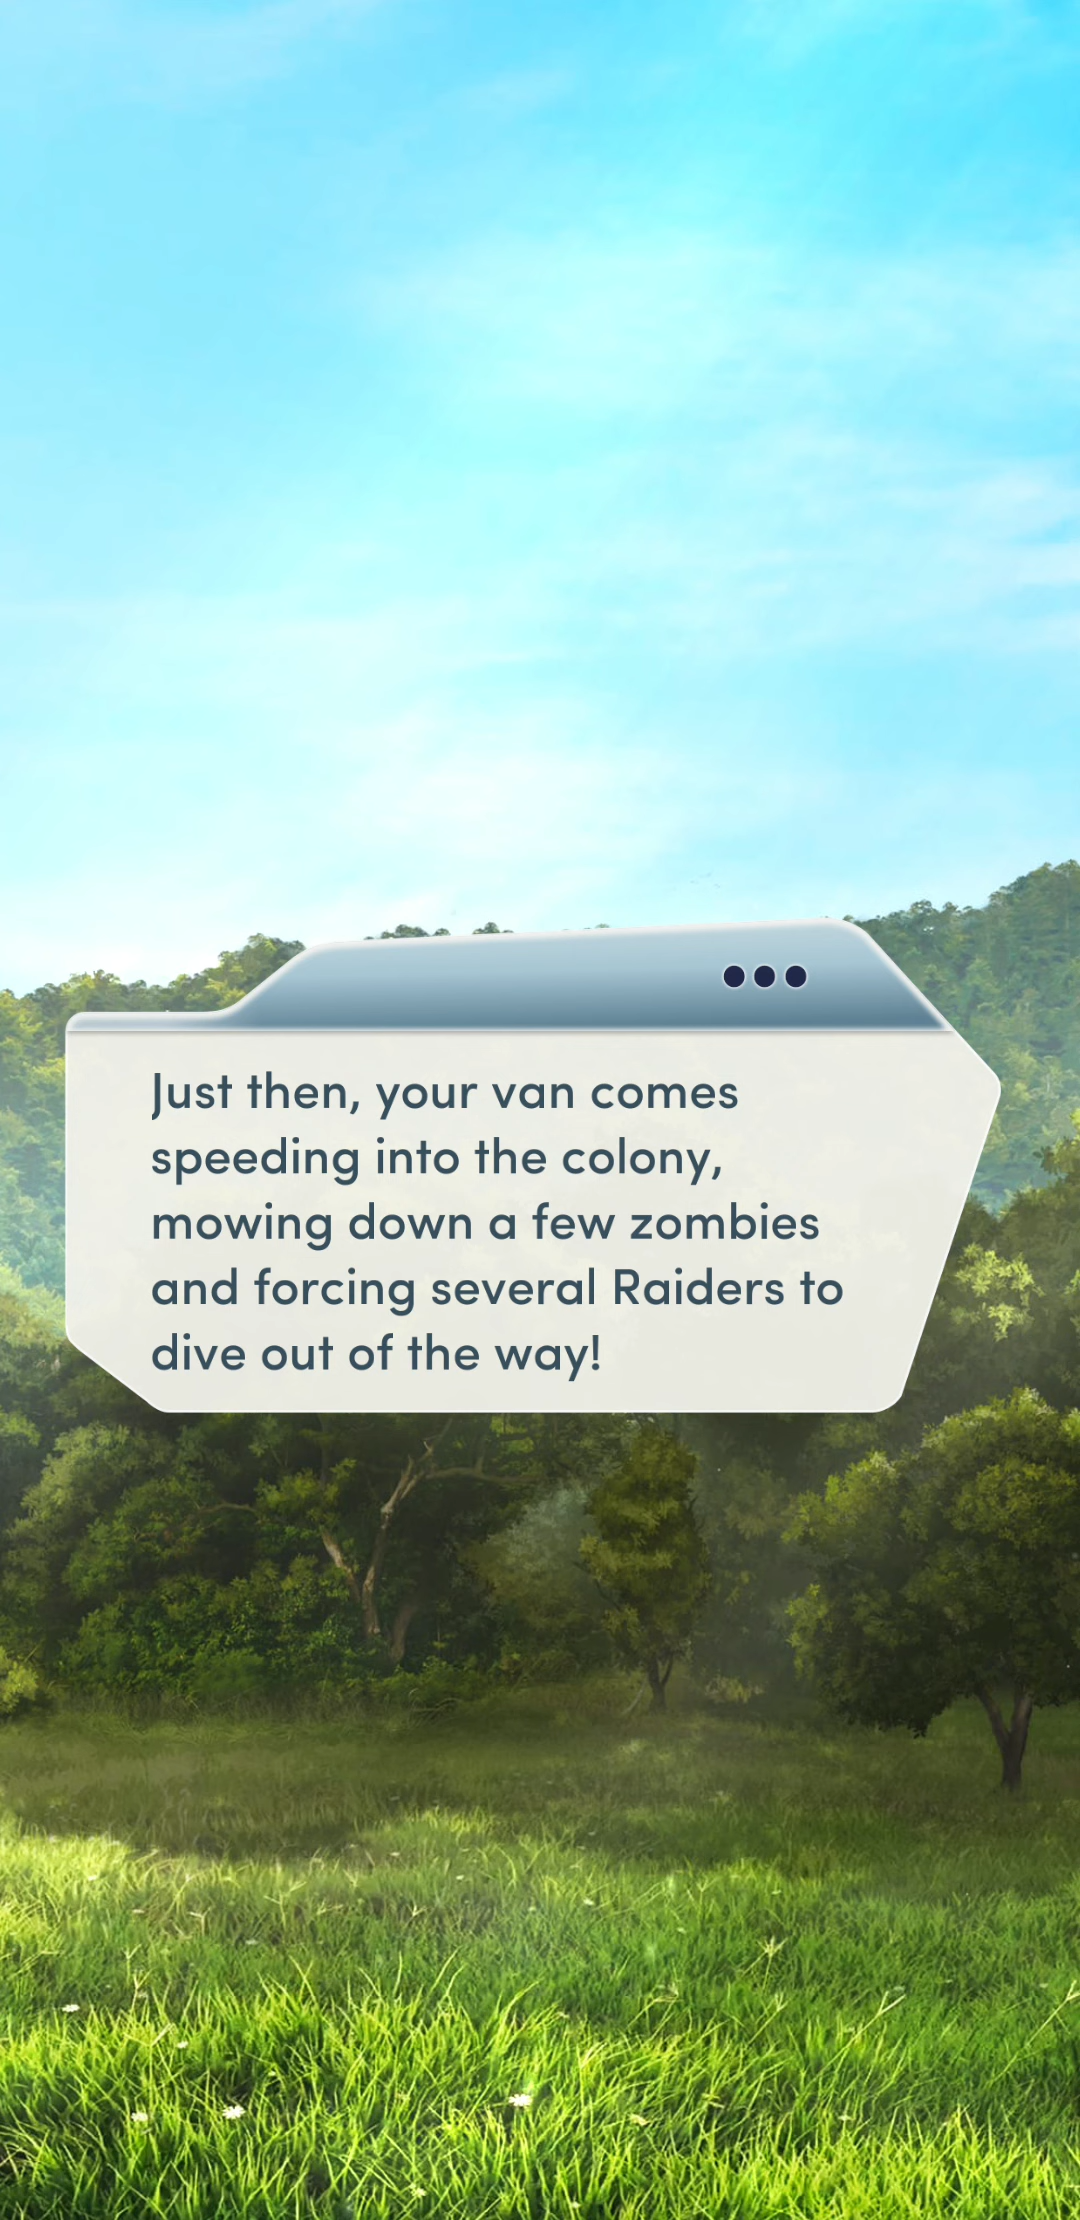 Just then, your van comes
speeding into the colony,
mowing down a few zombies
and forcing several Raiders to
dive out of the way!